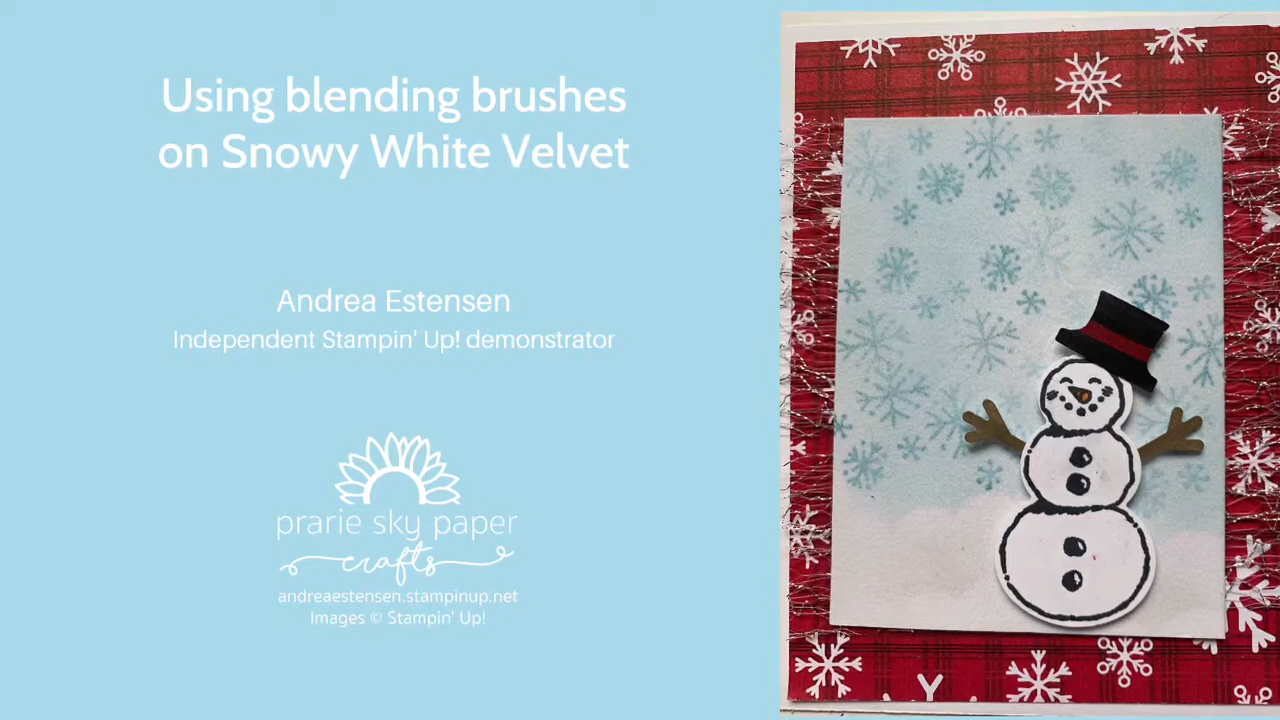 Using blending brushes
on Snowy White Velvet
Andrea Estensen
Independent Stampin' Up! demonstrator
prarie sky paper
crafts
andreaestensen.stampinup.net
Images © Stampin' Up!